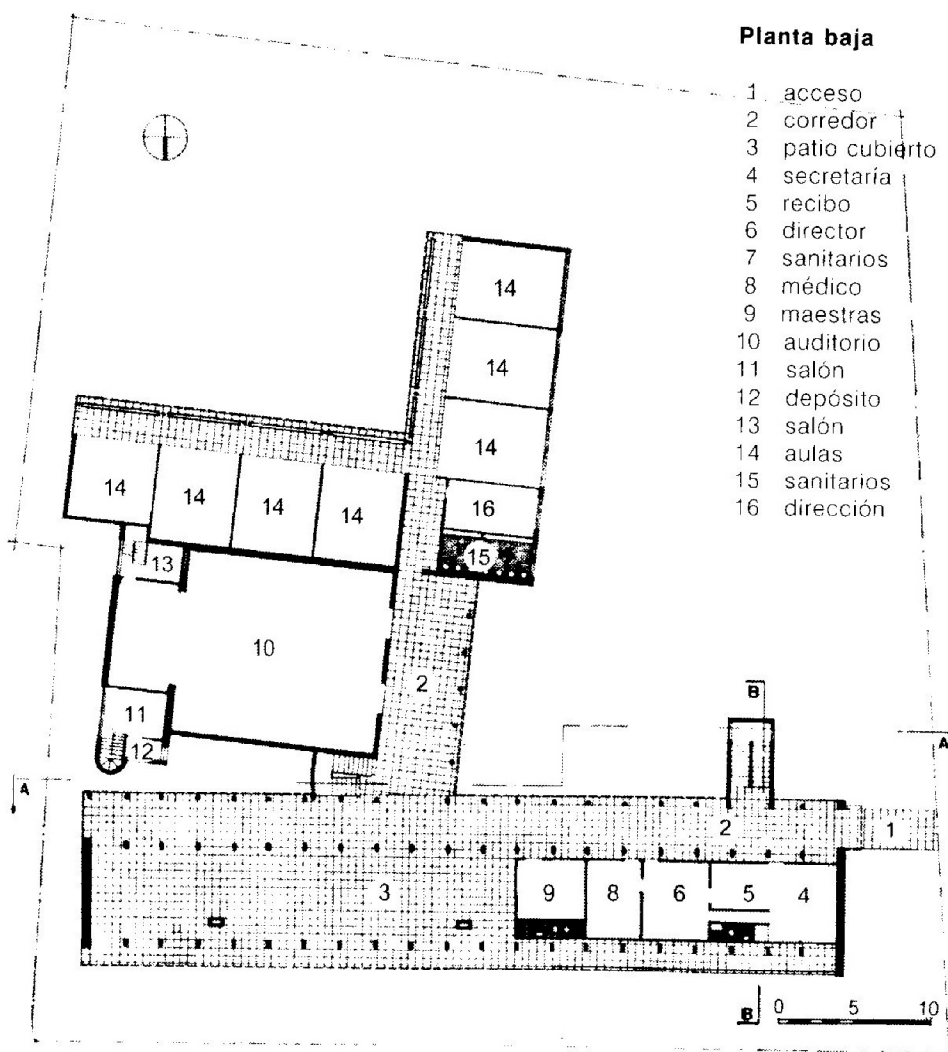 Planta baja
1 acceso
2 corredor
3 patio cubierto
4 secretaría
5 recibo
6 director
7 sanitarios
8 médico
9 maestras
10 auditorio
11 salón
12 depósito
13 salón
14 aulas
15 sanitarios
16 dirección
14
14
14
16
15
14
14
14
14
13
10
11
12
2
B
A
A
2
1
3
9
8
6
5
4
B
0 5 10